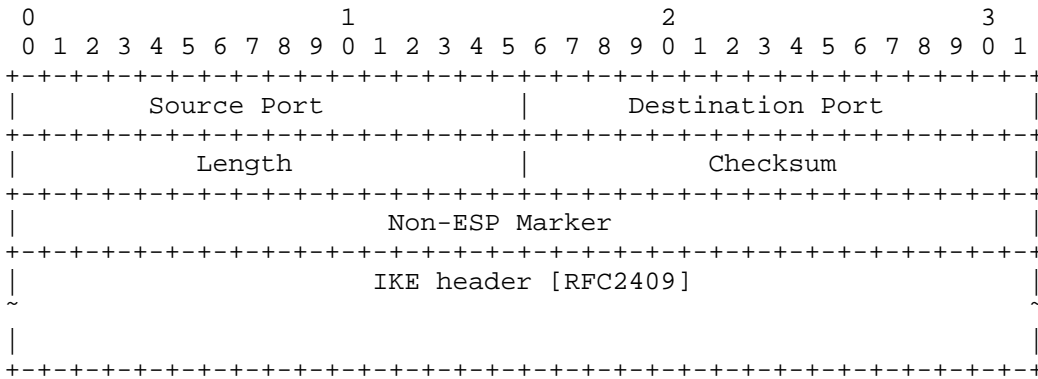 0                   1                   2                   3
 0 1 2 3 4 5 6 7 8 9 0 1 2 3 4 5 6 7 8 9 0 1 2 3 4 5 6 7 8 9 0 1
+-+-+-+-+-+-+-+-+-+-+-+-+-+-+-+-+-+-+-+-+-+-+-+-+-+-+-+-+-+-+-+-+
|        Source Port            |      Destination Port         |
+-+-+-+-+-+-+-+-+-+-+-+-+-+-+-+-+-+-+-+-+-+-+-+-+-+-+-+-+-+-+-+-+
|           Length              |           Checksum            |
+-+-+-+-+-+-+-+-+-+-+-+-+-+-+-+-+-+-+-+-+-+-+-+-+-+-+-+-+-+-+-+-+
|                       Non-ESP Marker                          |
+-+-+-+-+-+-+-+-+-+-+-+-+-+-+-+-+-+-+-+-+-+-+-+-+-+-+-+-+-+-+-+-+
|                      IKE header [RFC2409]                     |
~                                                               ~
|                                                               |
+-+-+-+-+-+-+-+-+-+-+-+-+-+-+-+-+-+-+-+-+-+-+-+-+-+-+-+-+-+-+-+-+